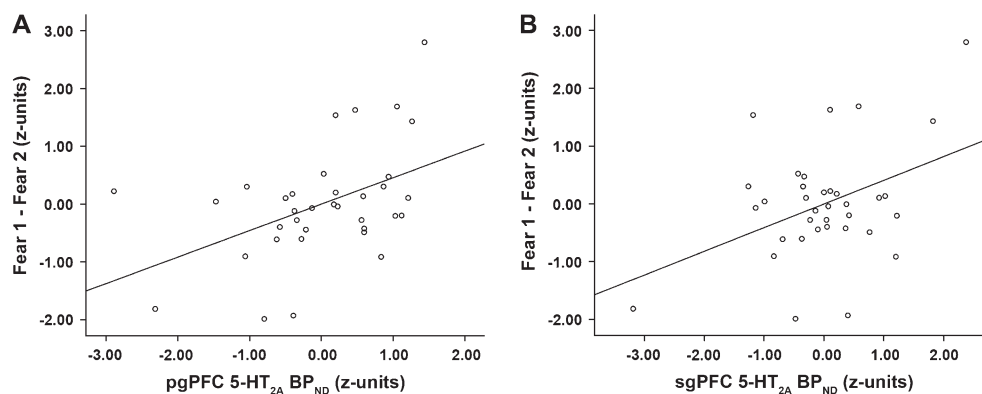 A
Fear 1 - Fear 2 (z-units)
3.00
2.00
1.00
0.00
-1.00
-2.00
-3.00 -2.00 -1.00 0.00 1.00 2.00
pgPFC 5-HT2A BPND (z-units)
B
Fear 1 - Fear 2 (z-units)
3.00
2.00
1.00
0.00
-1.00
-2.00
-3.00 -2.00 -1.00 0.00 1.00 2.00
sgPFC 5-HT2A BPND (z-units)